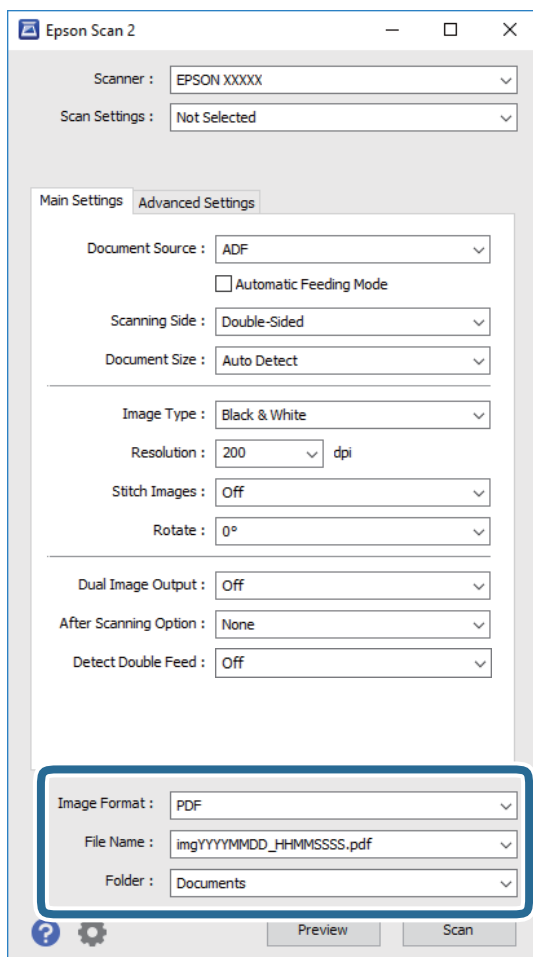 Epson Scan 2
Scanner : EPSON XXXXX
Scan Settings : Not Selected
Main Settings Advanced Settings
Document Source : ADF
Automatic Feeding Mode
Scanning Side : Double-Sided
Document Size : Auto Detect
Image Type : Black & White
Resolution : 200 dpi
Stitch Images : Off
Rotate : 0°
Dual Image Output : Off
After Scanning Option : None
Detect Double Feed : Off
Image Format : PDF
File Name : imgYYYYMMDD_HHMMSSSS.pdf
Folder : Documents
? Preview Scan